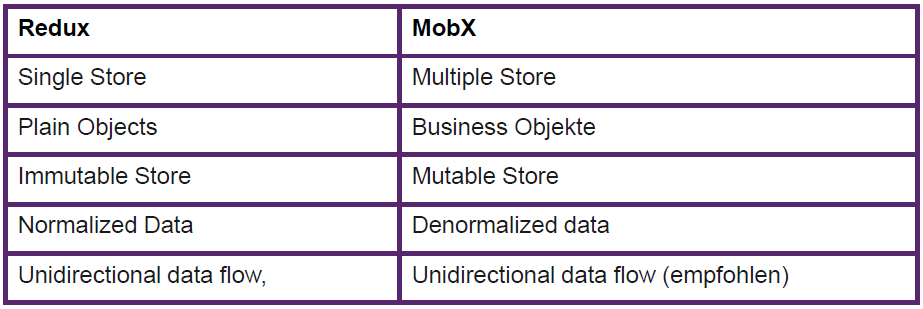 Redux MobX
Single Store Multiple Store
Plain Objects Business Objekte
Immutable Store Mutable Store
Normalized Data Denormalized data
Unidirectional data flow, Unidirectional data flow (empfohlen)